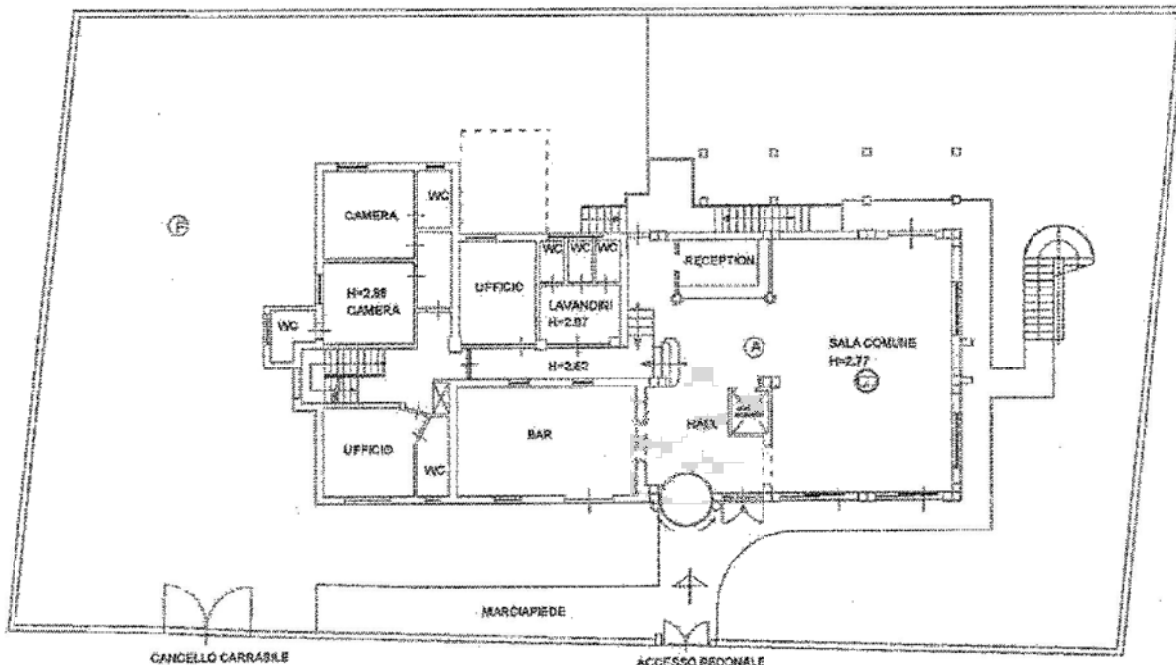 WC
CAMERA
F
WC
WC
WC
RECEPTION
UFFICIO
H=2.88
CAMERA
LAVANDINI
H=2.87
WC
SALA COMUNE
H=2.77
A
H=2.62
HALL
BAR
UFFICIO
WC
MARCIAPIEDE
CANCELLO CARRABILE
ACCESSO PEDONALE